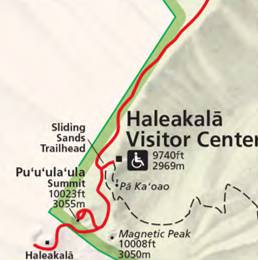 Sliding
Sands
Trailhead
Haleakalā
Visitor Center
9740ft
2969m
Puʻuʻulaʻula
Summit
10023ft
3055m
Pā Kaʻoao
Magnetic Peak
10008ft
3050m
Haleakalā